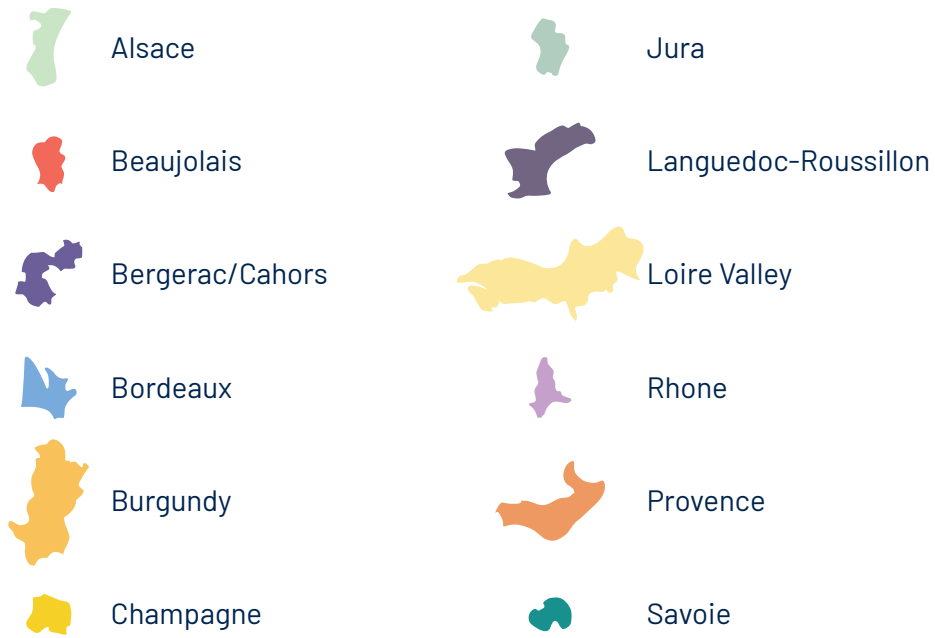 Alsace
Beaujolais
Bergerac/Cahors
Bordeaux
Burgundy
Champagne
Jura
Languedoc-Roussillon
Loire Valley
Rhone
Provence
Savoie